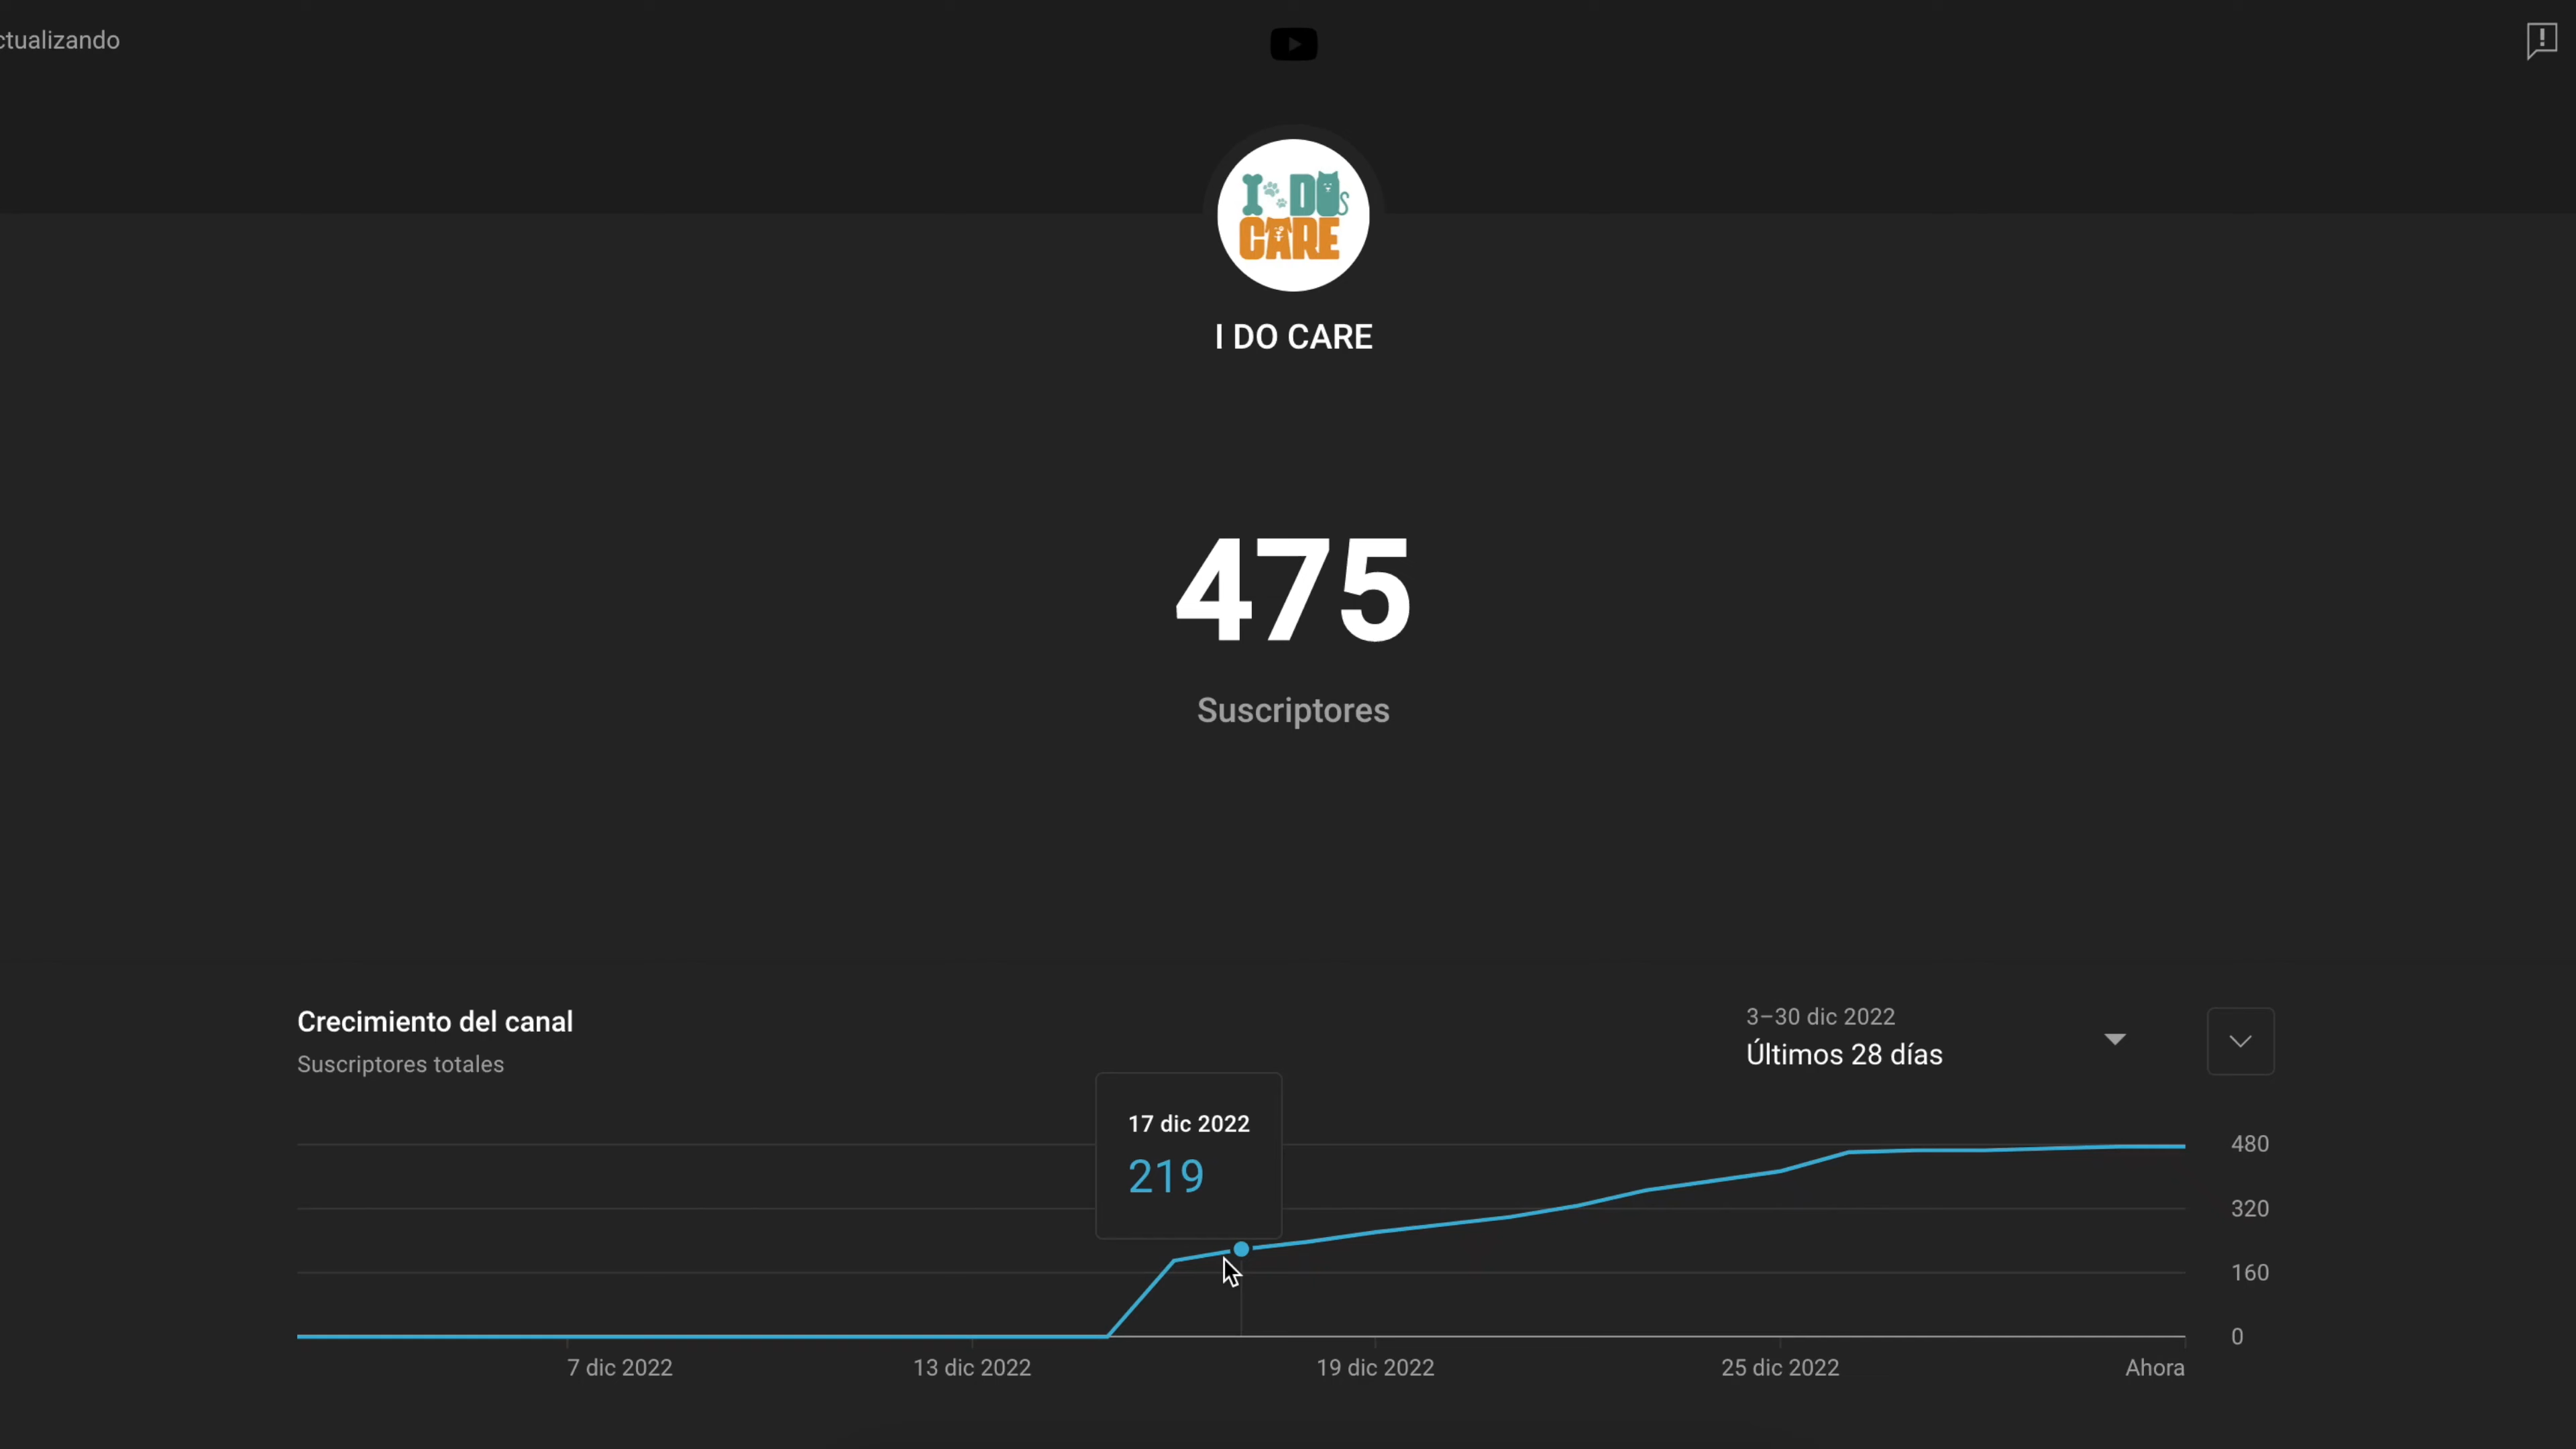 ctualizando
I DO
CARE
I DO CARE
475
Suscriptores
Crecimiento del canal
Suscriptores totales
3–30 dic 2022
Últimos 28 días
17 dic 2022
219
480
320
160
0
7 dic 2022
13 dic 2022
19 dic 2022
25 dic 2022
Ahora